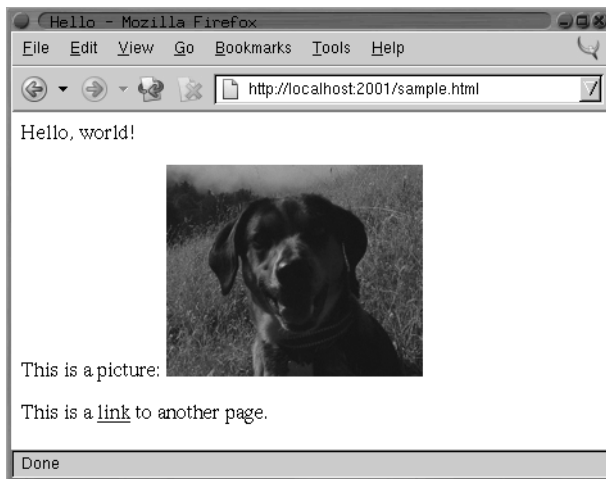 Hello - Mozilla Firefox
File Edit View Go Bookmarks Tools Help
http://localhost:2001/sample.html
Hello, world!
This is a picture:
This is a link to another page.
Done